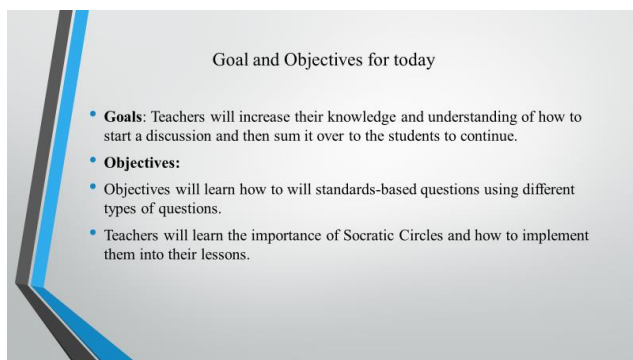 Goal and Objectives for today
Goals: Teachers will increase their knowledge and understanding of how to
start a discussion and then sum it over to the students to continue.
Objectives:
Objectives will learn how to will standards-based questions using different
types of questions.
Teachers will learn the importance of Socratic Circles and how to implement
them into their lessons.